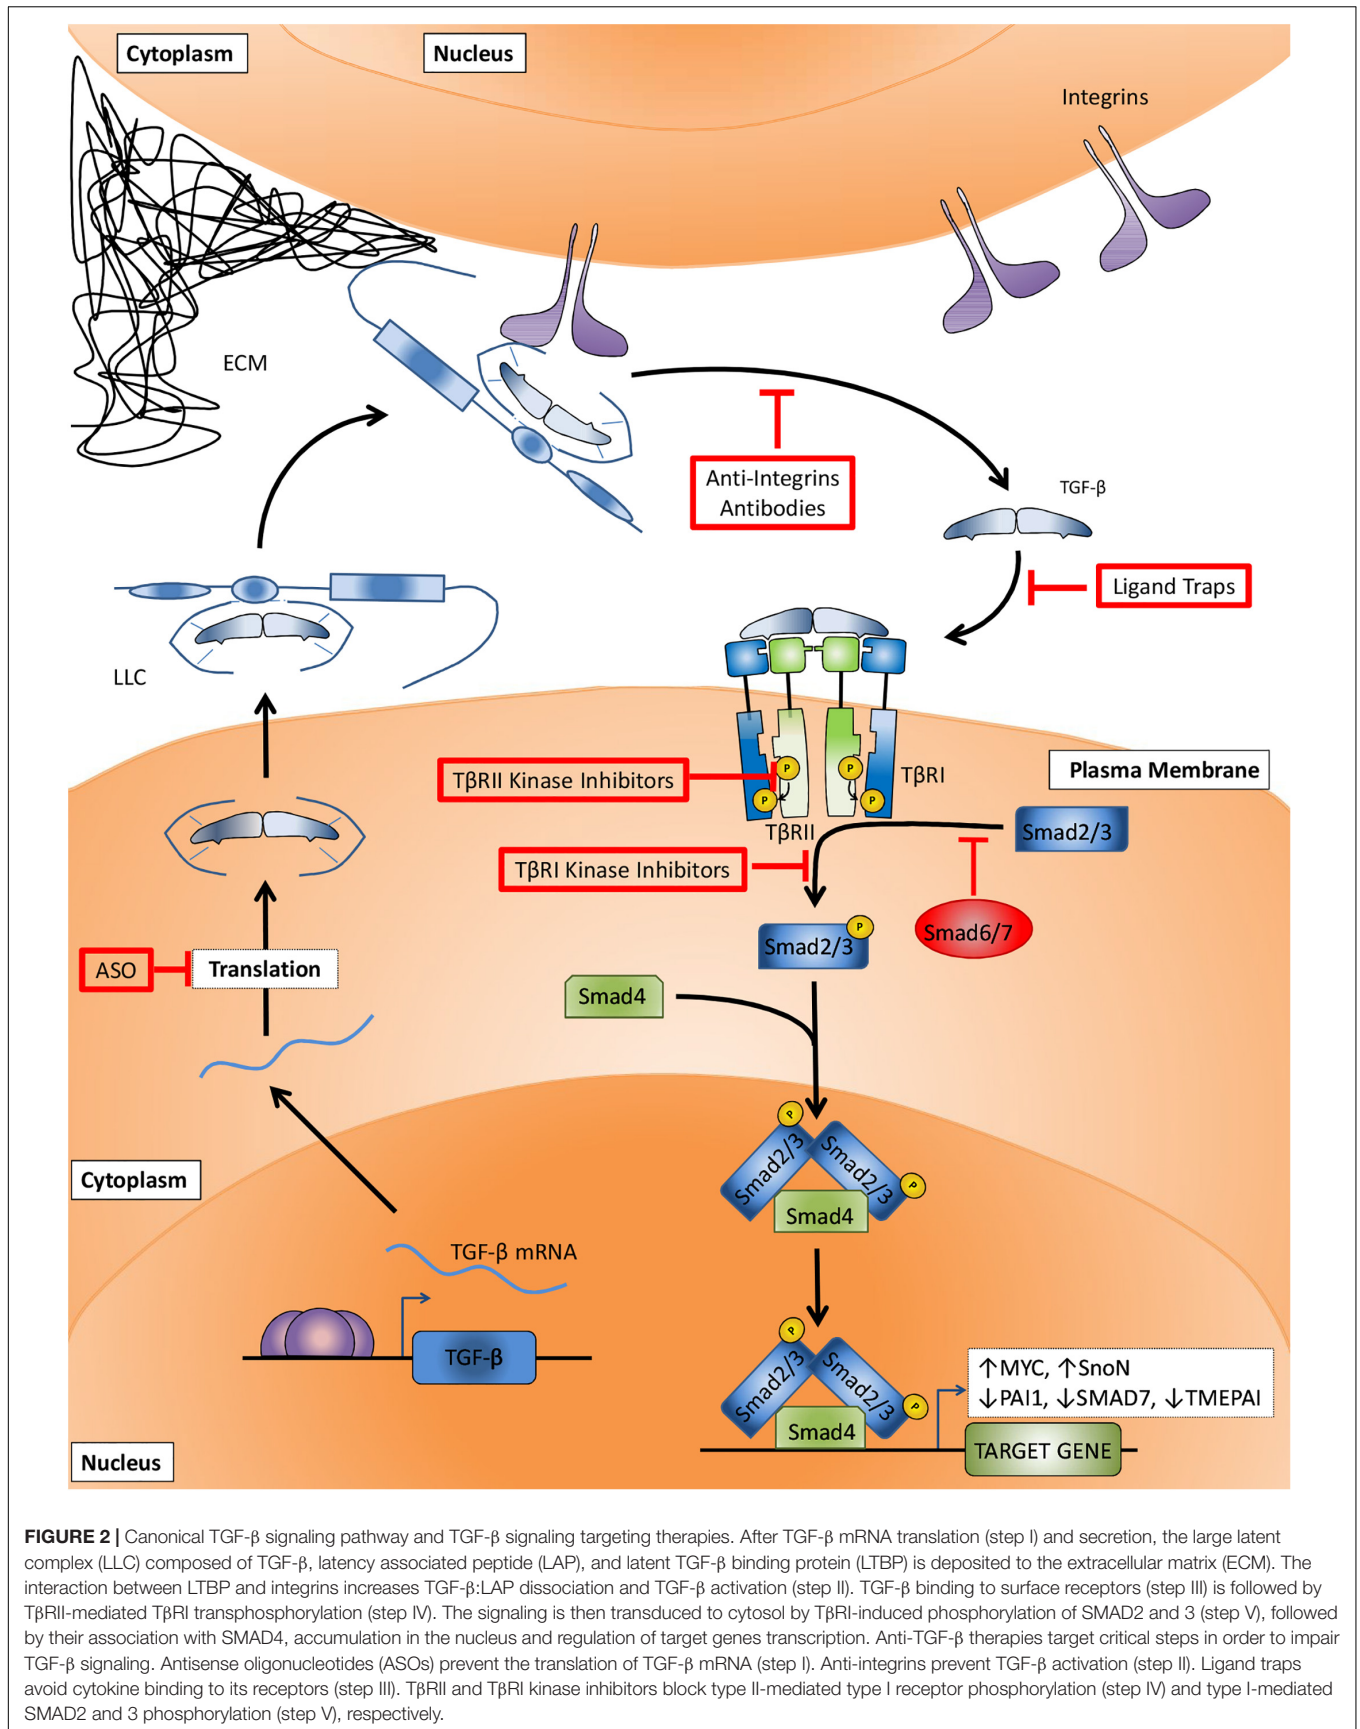 Cytoplasm
Nucleus
Integrins
ECM
Anti-Integrins
Antibodies
TGF-β
Ligand Traps
LLC
TβRII Kinase Inhibitors
P
P
P
P
TβRI
Plasma Membrane
TβRII
Smad2/3
TβRI Kinase Inhibitors
Smad6/7
P
Smad2/3
ASO
Translation
Smad4
P
Smad2/3
Smad2/3
P
Smad4
Cytoplasm
TGF-β mRNA
TGF-β
P
Smad2/3
Smad2/3
P
Smad4
↑MYC, ↑SnoN
↓PAI1, ↓SMAD7, ↓TMEPAI
TARGET GENE
Nucleus
FIGURE 2 | Canonical TGF-β signaling pathway and TGF-β signaling targeting therapies. After TGF-β mRNA translation (step I) and secretion, the large latent
complex (LLC) composed of TGF-β, latency associated peptide (LAP), and latent TGF-β binding protein (LTBP) is deposited to the extracellular matrix (ECM). The
interaction between LTBP and integrins increases TGF-β:LAP dissociation and TGF-β activation (step II). TGF-β binding to surface receptors (step III) is followed by
TβRII-mediated TβRI transphosphorylation (step IV). The signaling is then transduced to cytosol by TβRI-induced phosphorylation of SMAD2 and 3 (step V), followed
by their association with SMAD4, accumulation in the nucleus and regulation of target genes transcription. Anti-TGF-β therapies target critical steps in order to impair
TGF-β signaling. Antisense oligonucleotides (ASOs) prevent the translation of TGF-β mRNA (step I). Anti-integrins prevent TGF-β activation (step II). Ligand traps
avoid cytokine binding to its receptors (step III). TβRII and TβRI kinase inhibitors block type II-mediated type I receptor phosphorylation (step IV) and type I-mediated
SMAD2 and 3 phosphorylation (step V), respectively.